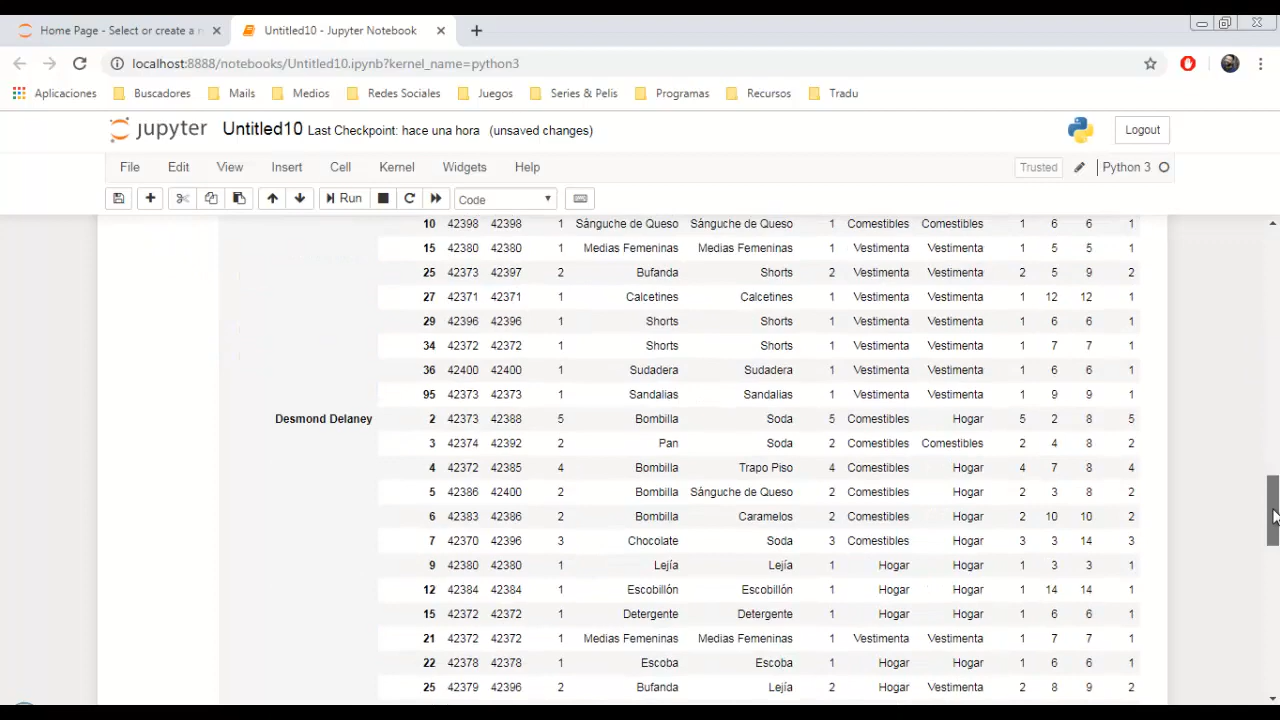 Home Page - Select or create a n
Untitled10 - Jupyter Notebook
localhost:8888/notebooks/Untitled10.ipynb?kernel_name=python3
Aplicaciones Buscadores Mails Medios Redes Sociales Juegos Series & Pelis Programas Recursos Tradu
jupyter Untitled10 Last Checkpoint: hace una hora (unsaved changes) Logout
File Edit View Insert Cell Kernel Widgets Help Trusted Python 3
Run Code
10 42398 42398 1 Sánguche de Queso Sánguche de Queso 1 Comestibles Comestibles 1 6 6 1
15 42380 42380 1 Medias Femeninas Medias Femeninas 1 Vestimenta Vestimenta 1 5 5 1
25 42373 42397 2 Bufanda Shorts 2 Vestimenta Vestimenta 2 5 9 2
27 42371 42371 1 Calcetines Calcetines 1 Vestimenta Vestimenta 1 12 12 1
29 42396 42396 1 Shorts Shorts 1 Vestimenta Vestimenta 1 6 6 1
34 42372 42372 1 Shorts Shorts 1 Vestimenta Vestimenta 1 7 7 1
36 42400 42400 1 Sudadera Sudadera 1 Vestimenta Vestimenta 1 6 6 1
95 42373 42373 1 Sandalias Sandalias 1 Vestimenta Vestimenta 1 9 9 1
Desmond Delaney 2 42373 42388 5 Bombilla Soda 5 Comestibles Hogar 5 2 8 5
3 42374 42392 2 Pan Soda 2 Comestibles Comestibles 2 4 8 2
4 42372 42385 4 Bombilla Trapo Piso 4 Comestibles Hogar 4 7 8 4
5 42386 42400 2 Bombilla Sánguche de Queso 2 Comestibles Hogar 2 3 8 2
6 42383 42386 2 Bombilla Caramelos 2 Comestibles Hogar 2 10 10 2
7 42370 42396 3 Chocolate Soda 3 Comestibles Hogar 3 3 14 3
9 42380 42380 1 Lejía Lejía 1 Hogar Hogar 1 3 3 1
12 42384 42384 1 Escobillón Escobillón 1 Hogar Hogar 1 14 14 1
15 42372 42372 1 Detergente Detergente 1 Hogar Hogar 1 6 6 1
21 42372 42372 1 Medias Femeninas Medias Femeninas 1 Vestimenta Vestimenta 1 7 7 1
22 42378 42378 1 Escoba Escoba 1 Hogar Hogar 1 6 6 1
25 42379 42396 2 Bufanda Lejía 2 Hogar Vestimenta 2 8 9 2